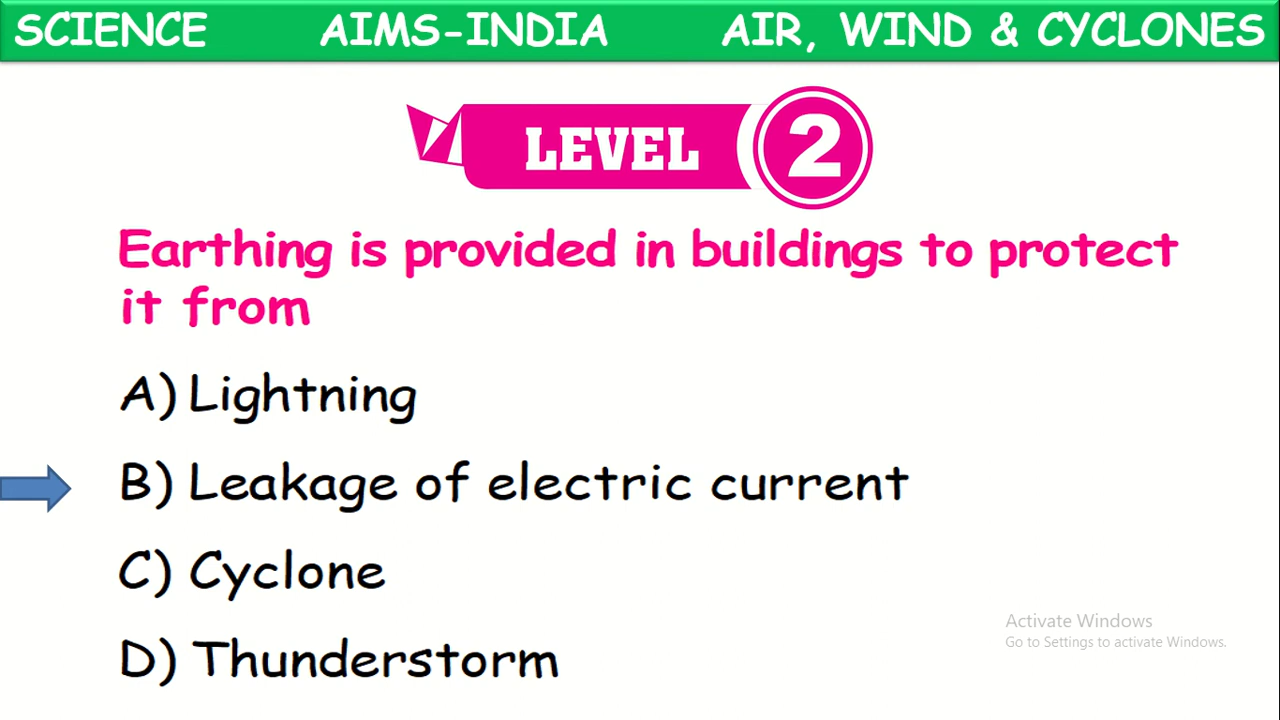 SCIENCE AIMS-INDIA AIR, WIND & CYCLONES
LEVEL 2
Earthing is provided in buildings to protect
it from
A) Lightning
B) Leakage of electric current
C) Cyclone
D) Thunderstorm
Activate Windows
Go to Settings to activate Windows.